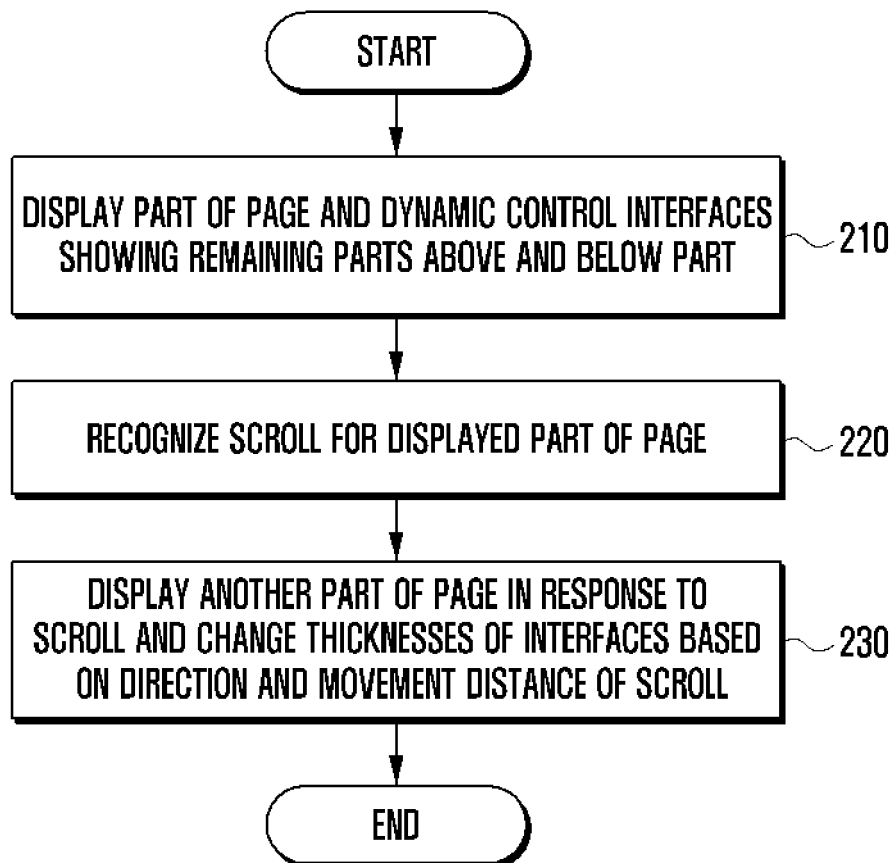 START
DISPLAY PART OF PAGE AND DYNAMIC CONTROL INTERFACES
SHOWING REMAINING PARTS ABOVE AND BELOW PART
210
RECOGNIZE SCROLL FOR DISPLAYED PART OF PAGE
220
DISPLAY ANOTHER PART OF PAGE IN RESPONSE TO
SCROLL AND CHANGE THICKNESSES OF INTERFACES BASED
ON DIRECTION AND MOVEMENT DISTANCE OF SCROLL
230
END